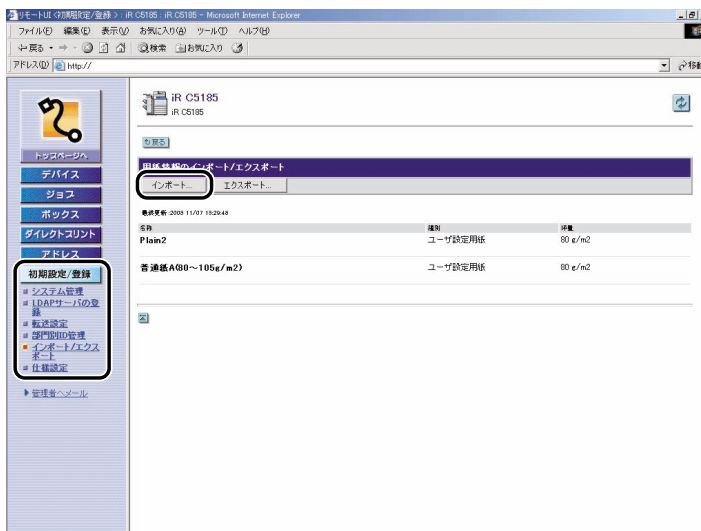 リモートUI <初期設定/登録> : iR C5185 : iR C5185 - Microsoft Internet Explorer
ファイル(F) 編集(E) 表示(V) お気に入り(A) ツール(T) ヘルプ(H)
戻る 検索 お気に入り
アドレス(D) http:// 移動
iR C5185
iR C5185
戻る
トップページへ
デバイス
ジョブ
ボックス
ダイレクトプリント
アドレス
初期設定/登録
システム管理
LDAPサーバの登
録
転送設定
部門別ID管理
インポート/エクス
ポート
仕様設定
管理者へメール
用紙情報のインポート/エクスポート
インポート... エクスポート...
最終更新 :2008 11/07 13:29:48
名称 種別 坪量
Plain2 ユーザ設定用紙 80 g/m2
普通紙A(80～105g/m2) ユーザ設定用紙 80 g/m2